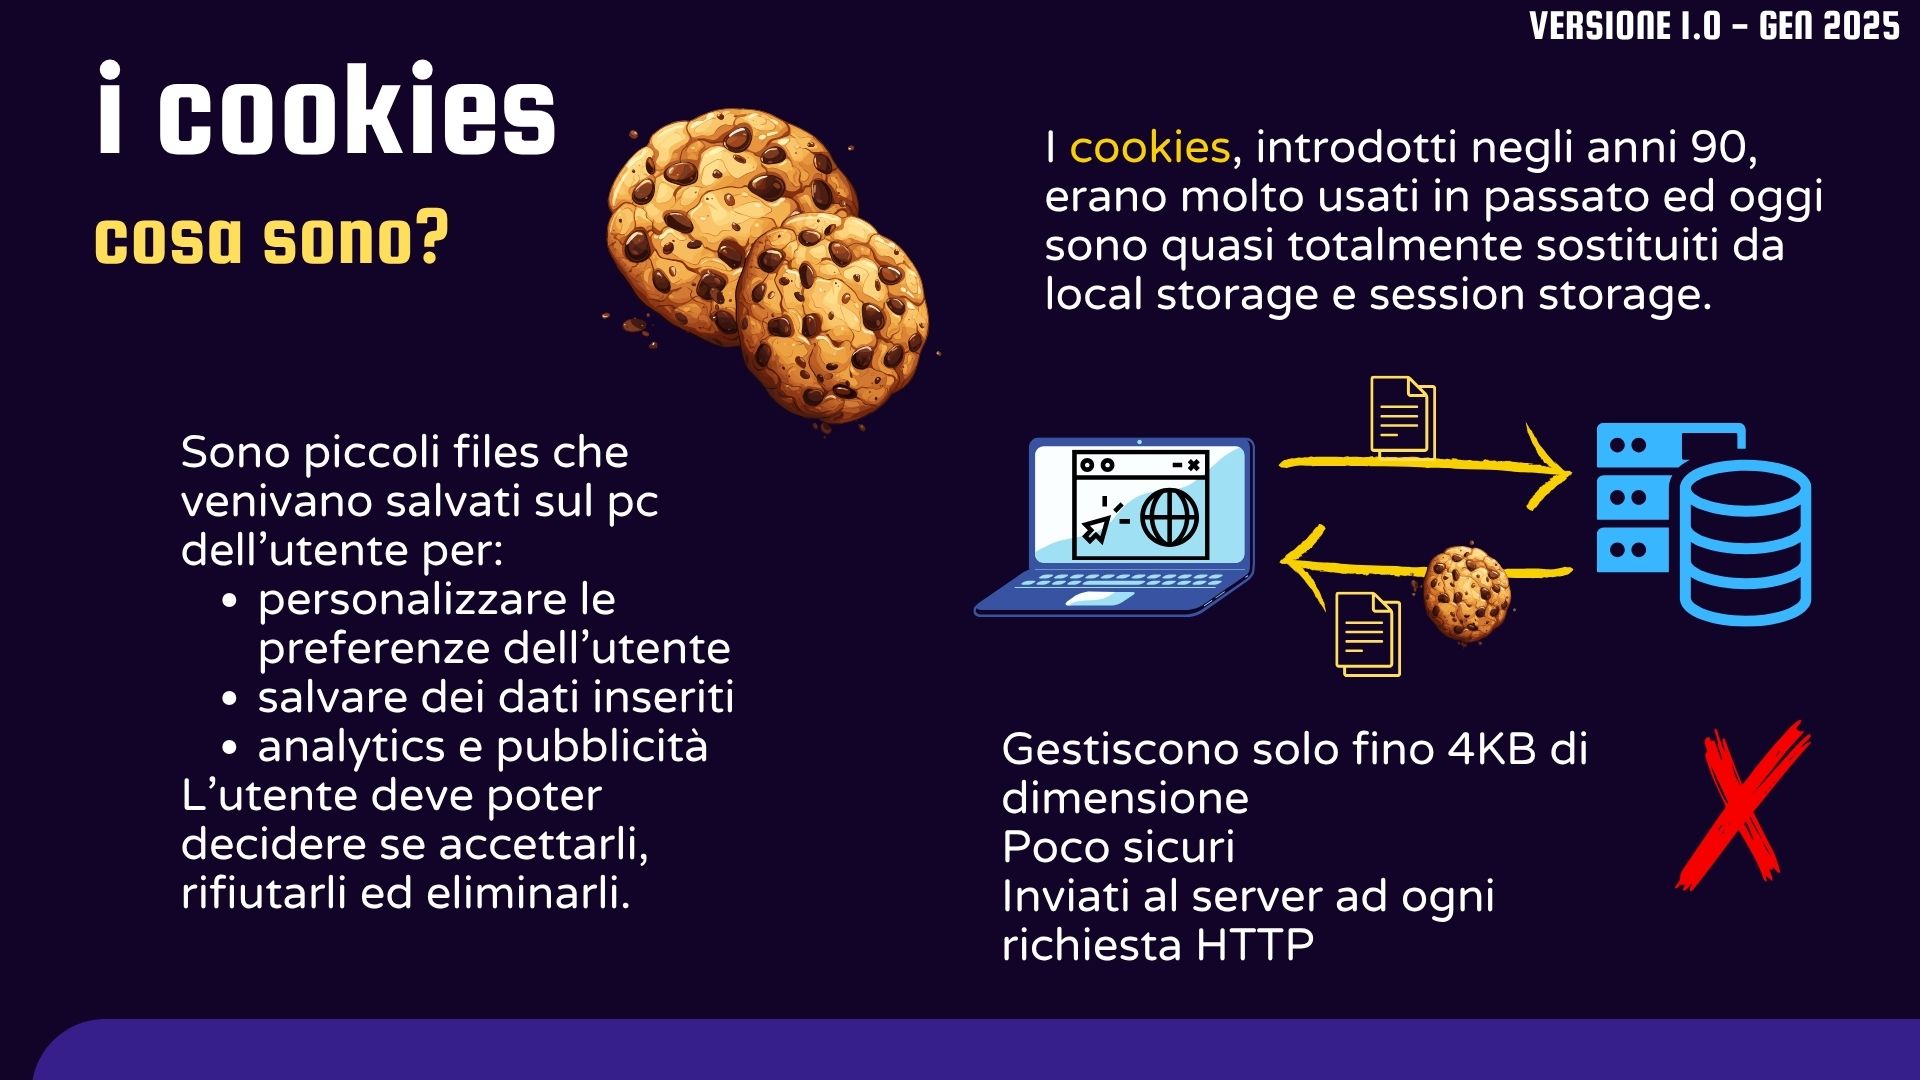 VERSIONE 1.0 - GEN 2025
i cookies
cosa sono?
I cookies, introdotti negli anni 90,
erano molto usati in passato ed oggi
sono quasi totalmente sostituiti da
local storage e session storage.
Sono piccoli files che
venivano salvati sul pc
dell'utente per:
• personalizzare le
preferenze dell'utente
• salvare dei dati inseriti
• analytics e pubblicità
L'utente deve poter
decidere se accettarli,
rifiutarli ed eliminarli.
Gestiscono solo fino 4KB di
dimensione
Poco sicuri
Inviati al server ad ogni
richiesta HTTP